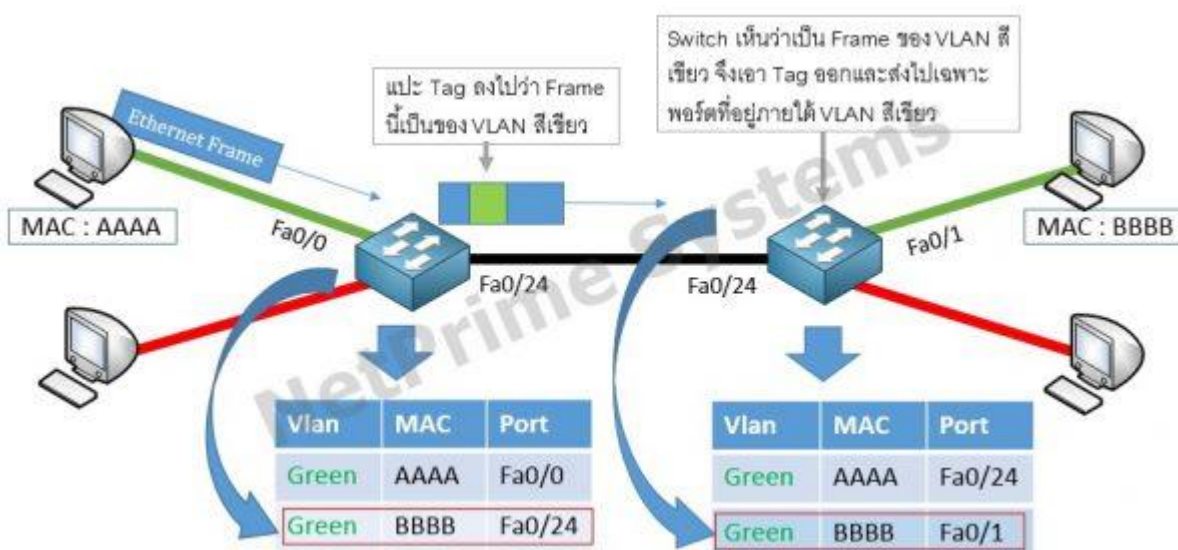 Switch เห็นว่าเป็น Frame ของ VLAN สี
เขียว จึงเอา Tag ออกและส่งไปเฉพาะ
พอร์ตที่อยู่ภายใต้ VLAN สีเขียว
แปะ Tag ลงไปว่า Frame
นี้เป็นของ VLAN สีเขียว
Ethernet Frame
MAC : AAAA
MAC : BBBB
Fa0/0
Fa0/24
Fa0/24
Fa0/1
NetPrime Systems
Vlan MAC Port
Green AAAA Fa0/0
Green BBBB Fa0/24
Vlan MAC Port
Green AAAA Fa0/24
Green BBBB Fa0/1